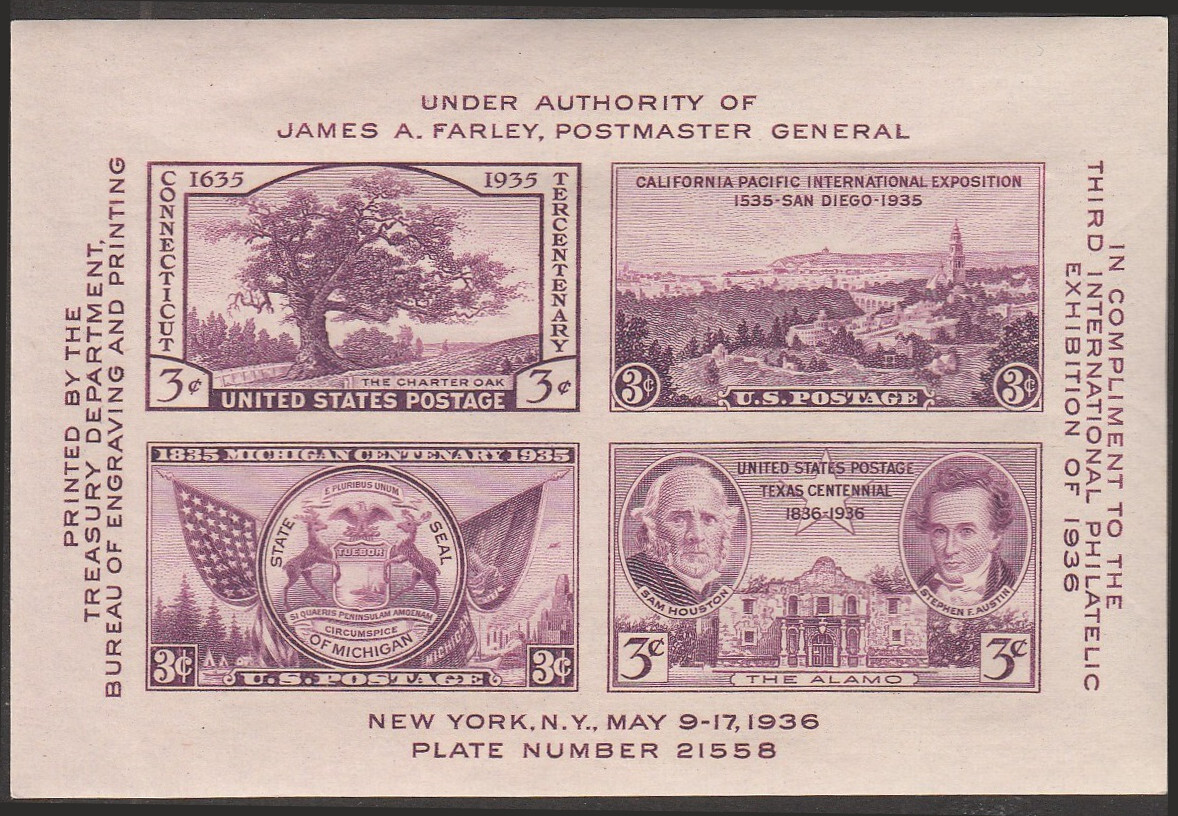 UNDER AUTHORITY OF
JAMES A. FARLEY, POSTMASTER GENERAL
PRINTED BY THE
TREASURY DEPARTMENT,
BUREAU OF ENGRAVING AND PRINTING
CONNECTICUT
1635
1935
TERCENTENARY
THE CHARTER OAK
3¢
UNITED STATES POSTAGE
3¢
CALIFORNIA PACIFIC INTERNATIONAL EXPOSITION
1535-SAN DIEGO-1935
3¢
U.S. POSTAGE
3¢
1835 MICHIGAN CENTENARY 1935
E PLURIBUS UNUM
STATE
SEAL
TUEBOR
SI QUAERIS PENINSULAM AMOENAM
CIRCUMSPICE
OF MICHIGAN
3¢
U.S. POSTAGE
3¢
UNITED STATES POSTAGE
TEXAS CENTENNIAL
1836-1936
SAM HOUSTON
STEPHEN F. AUSTIN
3¢
THE ALAMO
3¢
IN COMPLIMENT TO THE
THIRD INTERNATIONAL PHILATELIC
EXHIBITION OF 1936
NEW YORK, N.Y., MAY 9-17, 1936
PLATE NUMBER 21558